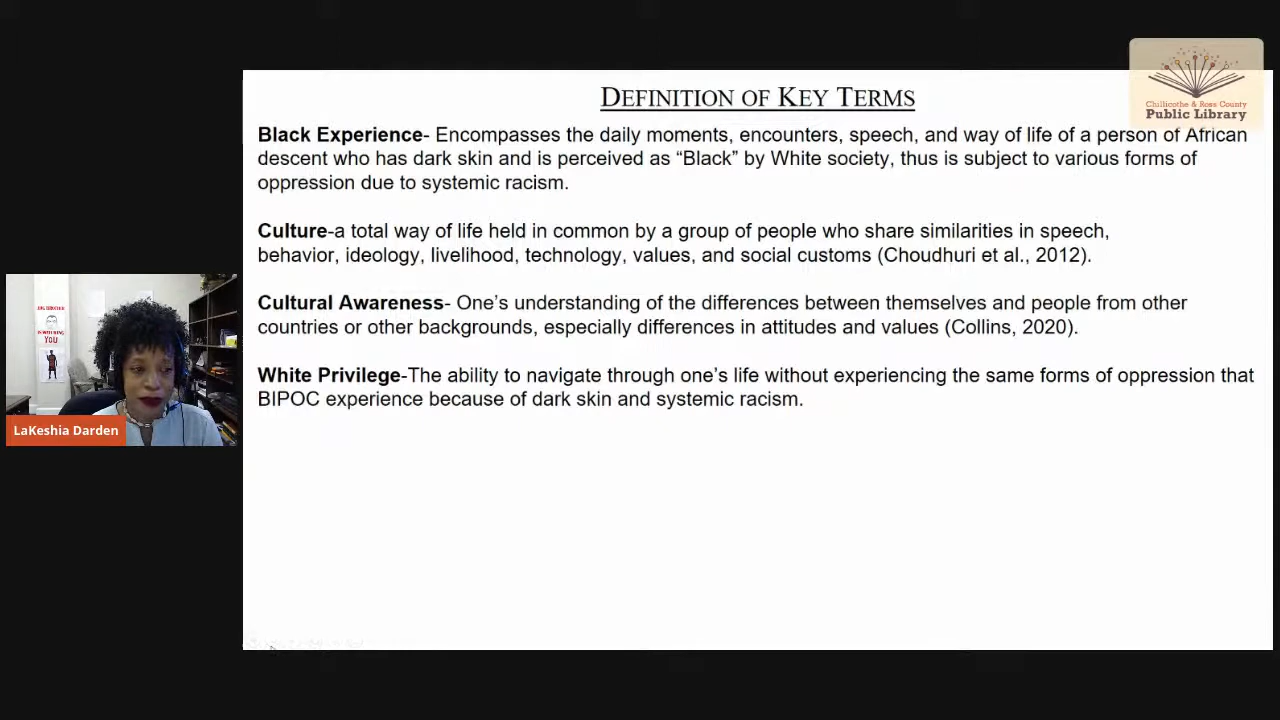 DEFINITION OF KEY TERMS
Chillicothe & Ross County
Public Library
Black Experience- Encompasses the daily moments, encounters, speech, and way of life of a person of African
descent who has dark skin and is perceived as “Black” by White society, thus is subject to various forms of
oppression due to systemic racism.
Culture-a total way of life held in common by a group of people who share similarities in speech,
behavior, ideology, livelihood, technology, values, and social customs (Choudhuri et al., 2012).
Cultural Awareness- One’s understanding of the differences between themselves and people from other
countries or other backgrounds, especially differences in attitudes and values (Collins, 2020).
White Privilege-The ability to navigate through one’s life without experiencing the same forms of oppression that
BIPOC experience because of dark skin and systemic racism.
BIG BROTHER
IS WATCHING
YOU
LaKeshia Darden